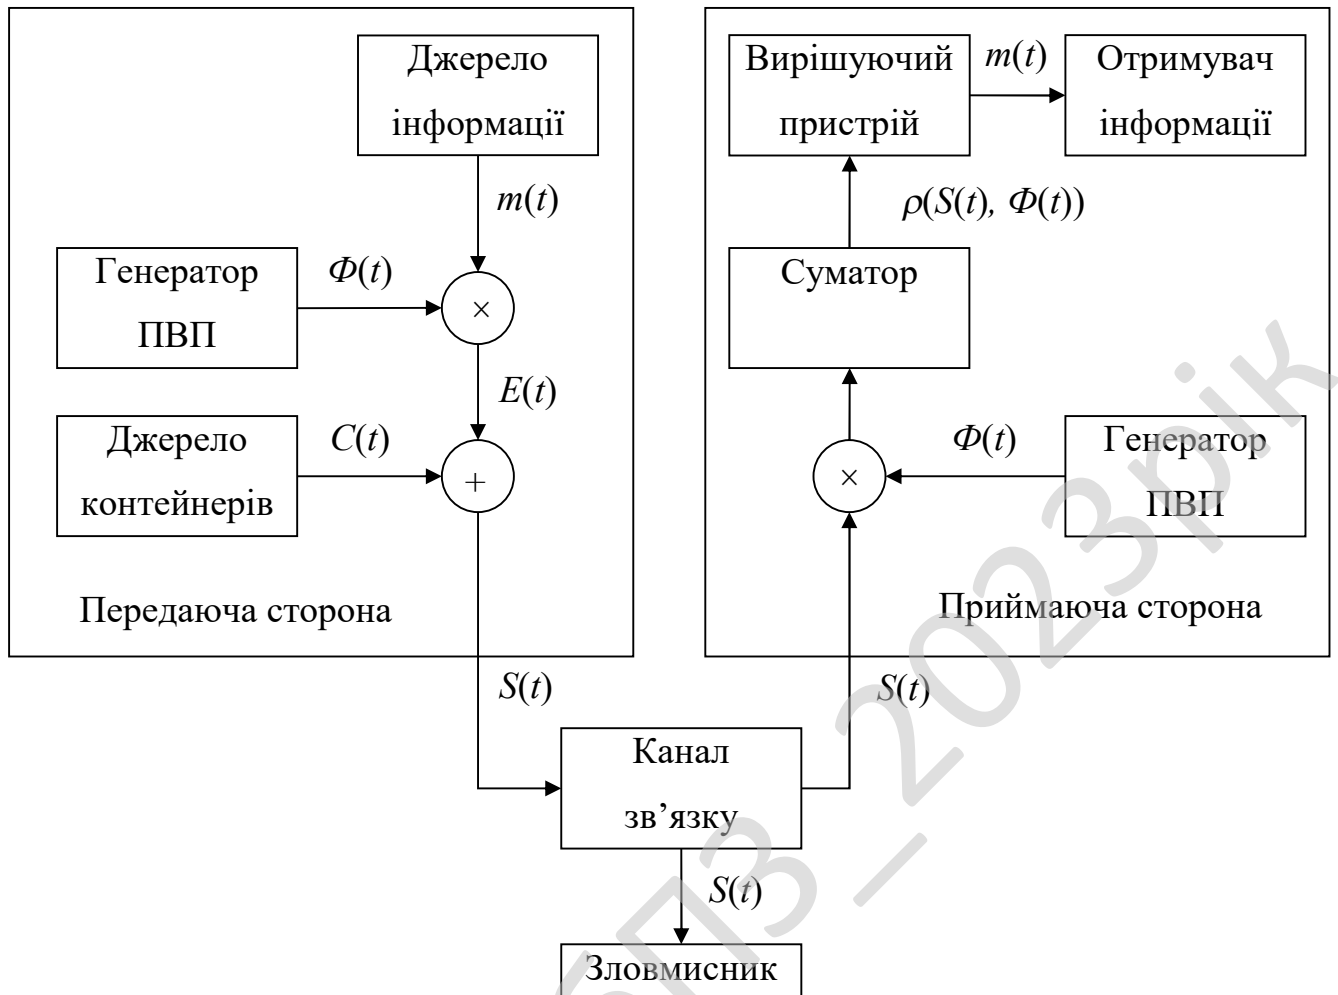 Джерело
інформації
m(t)
Генератор
ПВП
Φ(t)
×
E(t)
Джерело
контейнерів
C(t)
+
Передаюча сторона
S(t)
Вирішуючий
пристрій
m(t)
Отримувач
інформації
ρ(S(t), Φ(t))
Суматор
×
Φ(t)
Генератор
ПВП
Приймаюча сторона
S(t)
Канал
зв’язку
S(t)
Зловмисник
ПЗ_2023рік